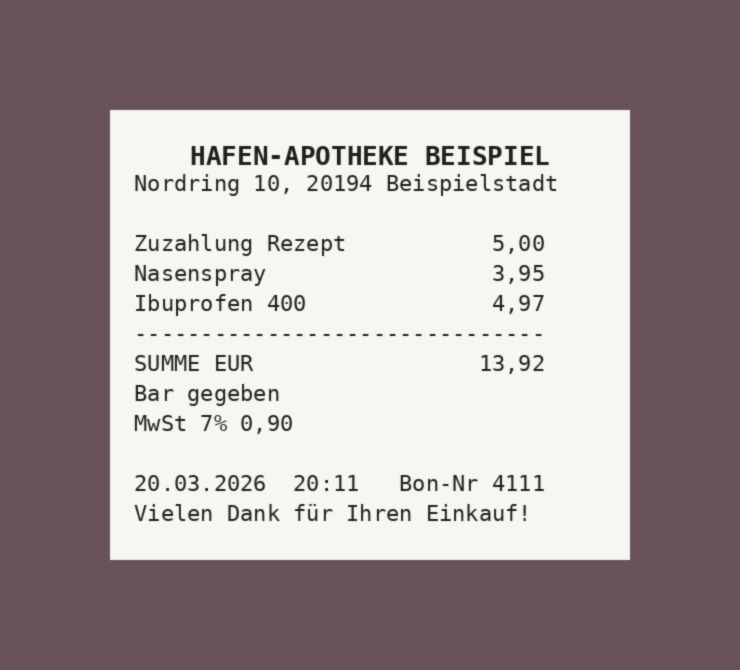 HAFEN-APOTHEKE BEISPIEL
Nordring 10, 20194 Beispielstadt
Zuzahlung Rezept 5,00
Nasenspray 3,95
Ibuprofen 400 4,97
-------------------------------
SUMME EUR 13,92
Bar gegeben
MwSt 7% 0,90
20.03.2026 20:11 Bon-Nr 4111
Vielen Dank für Ihren Einkauf!